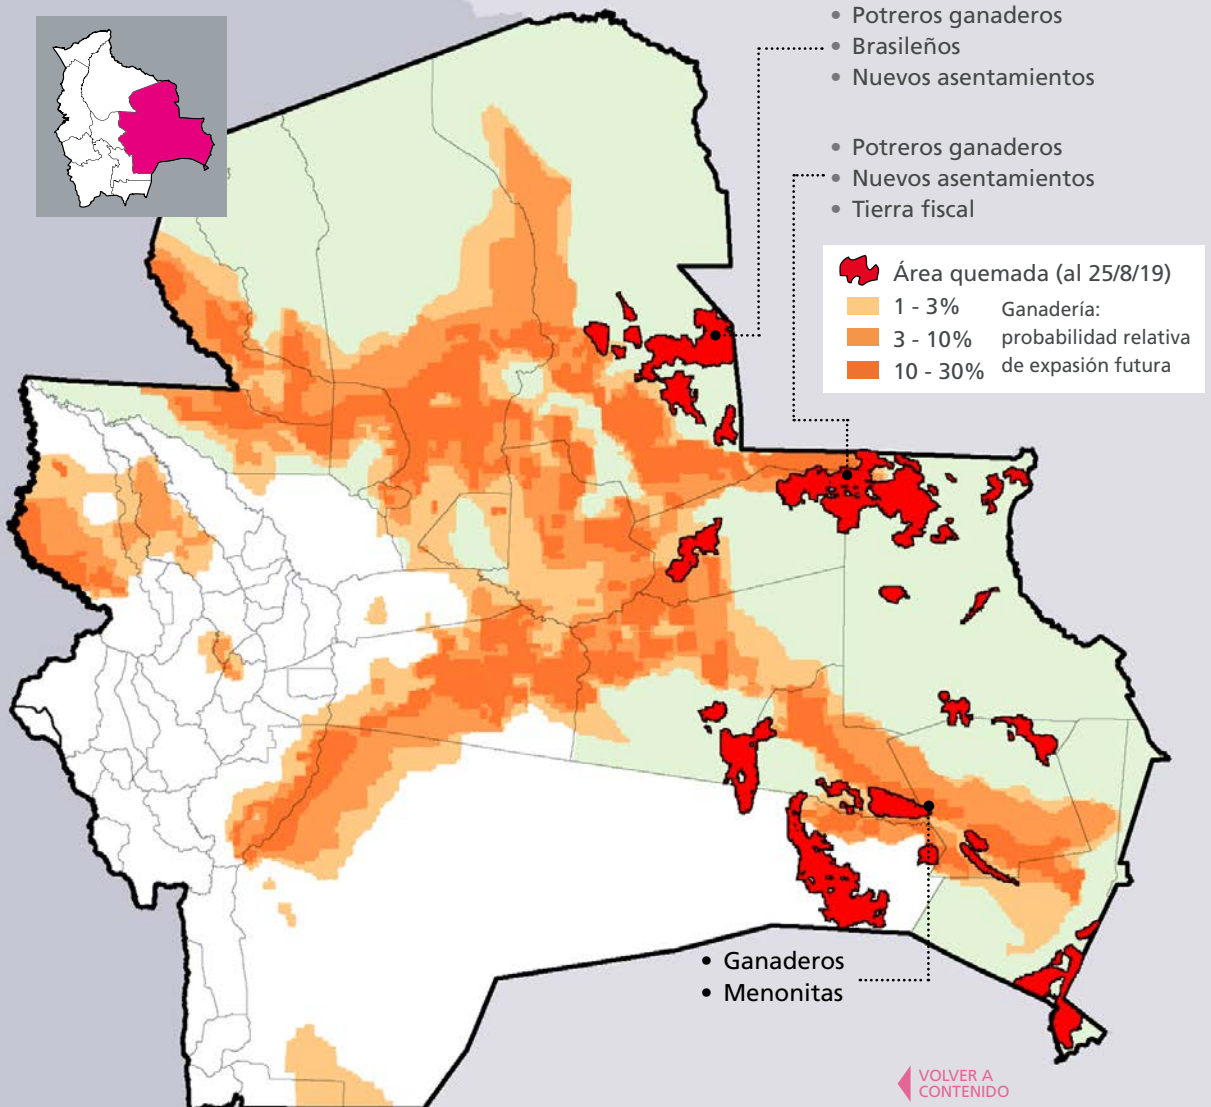 • Potreros ganaderos
• Brasileños
• Nuevos asentamientos
• Potreros ganaderos
• Nuevos asentamientos
• Tierra fiscal
Área quemada (al 25/8/19)
1 - 3%
3 - 10%
10 - 30%
Ganadería:
probabilidad relativa
de expasión futura
• Ganaderos
• Menonitas
VOLVER A
CONTENIDO